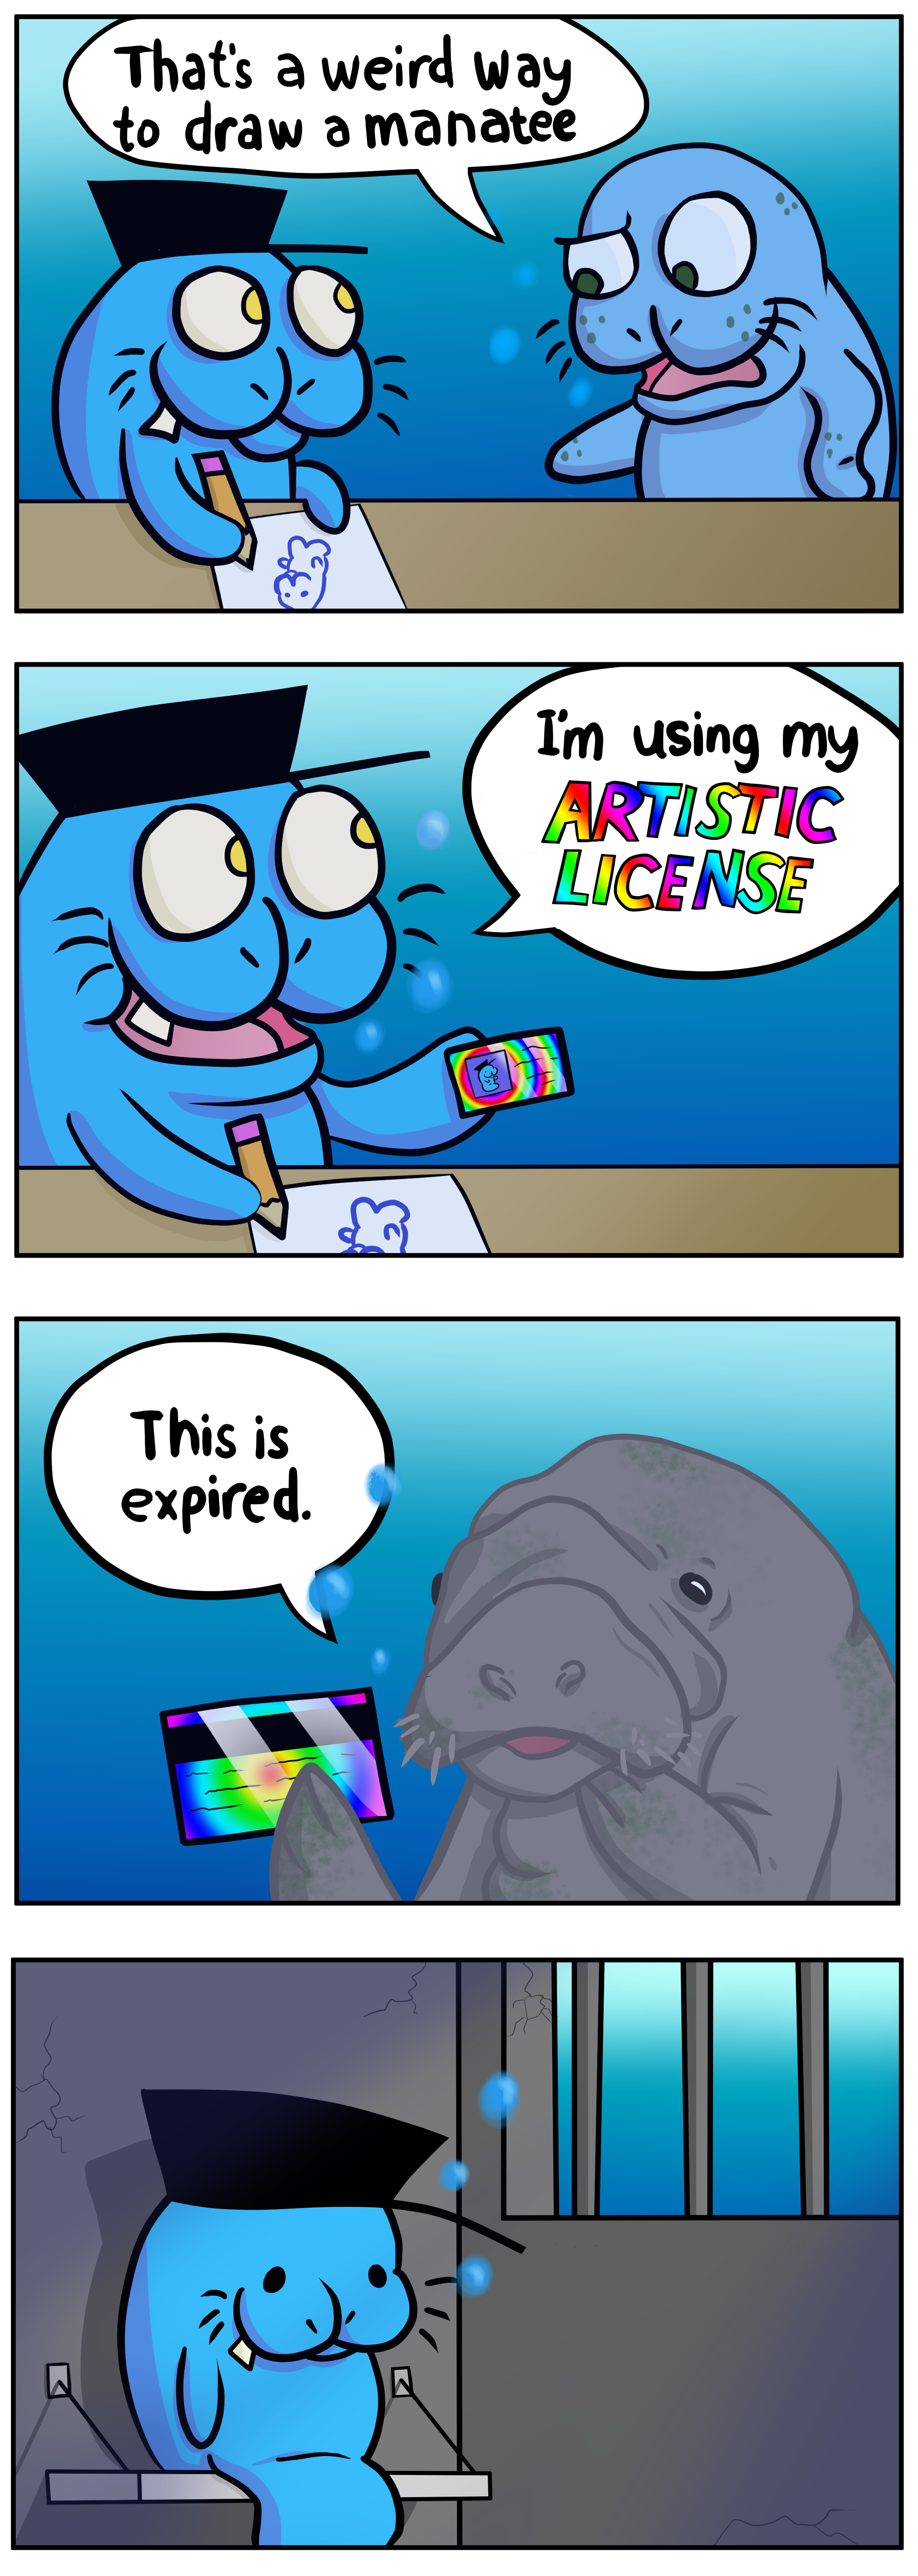 That's a weird way
to draw a manatee
I'm using my
ARTISTIC
LICENSE
This is
expired.